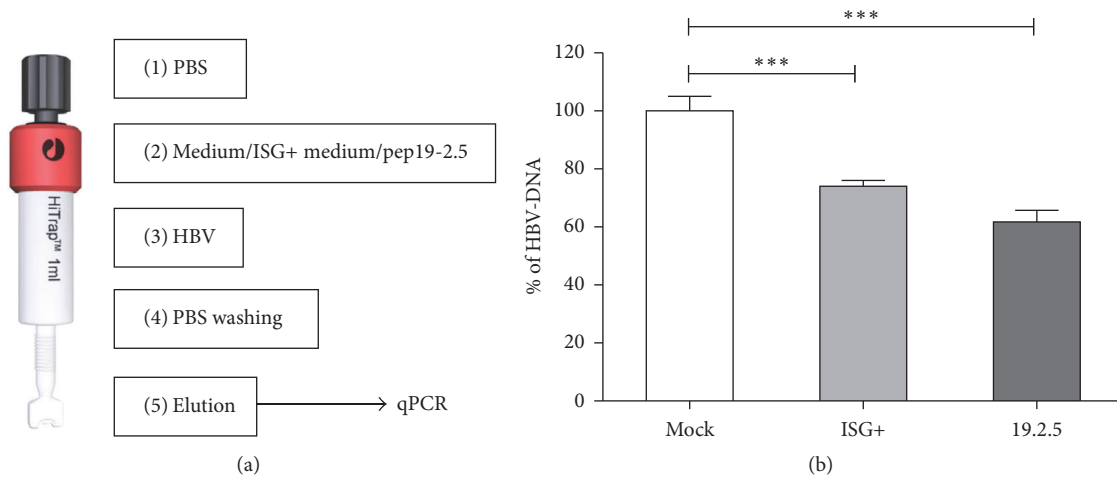 (1) PBS
(2) Medium/ISG+ medium/pep19-2.5
(3) HBV
(4) PBS washing
(5) Elution
qPCR
HiTrap™ 1ml
(a)
***
***
% of HBV-DNA
120
100
80
60
40
20
0
Mock
ISG+
19.2.5
(b)